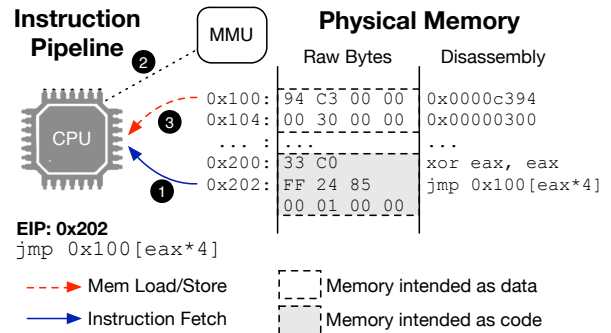 Instruction Pipeline
MMU
Physical Memory
Raw Bytes
Disassembly
2
CPU
3
1
0x100: 94 C3 00 00 0x0000c394
0x104: 00 30 00 00 0x00000300
... : ... ...
0x200: 33 C0 xor eax, eax
0x202: FF 24 85 jmp 0x100[eax*4]
00 01 00 00
EIP: 0x202
jmp 0x100[eax*4]
Mem Load/Store
Memory intended as data
Instruction Fetch
Memory intended as code